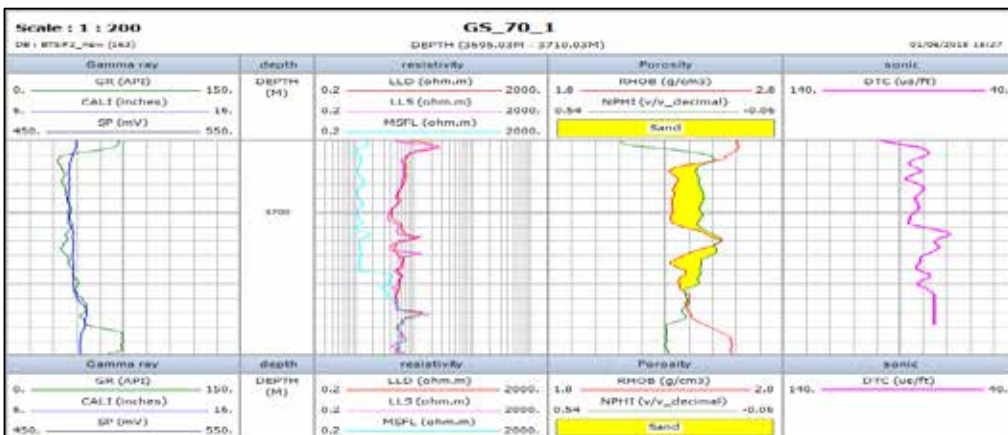 Scale : 1 : 200
GS_70_1
DEPTH (3695.03M - 3710.03M)
01/06/2018 16:27
Gamma ray
depth
resistivity
Porosity
sonic
GR (API)
0. 150.
CALI (inches)
6. 16.
SP (mV)
450. 550.
DEPTH
(M)
LLD (ohm.m)
0.2 2000.
LLS (ohm.m)
0.2 2000.
MSFL (ohm.m)
0.2 2000.
RHOB (g/cm3)
1.8 2.8
NPHI (v/v_decimal)
0.54 -0.06
Sand
DTC (us/ft)
140. 40.
3700
Gamma ray
depth
resistivity
Porosity
sonic
GR (API)
0. 150.
CALI (inches)
6. 16.
SP (mV)
450. 550.
DEPTH
(M)
LLD (ohm.m)
0.2 2000.
LLS (ohm.m)
0.2 2000.
MSFL (ohm.m)
0.2 2000.
RHOB (g/cm3)
1.8 2.8
NPHI (v/v_decimal)
0.54 -0.06
Sand
DTC (us/ft)
140. 40.